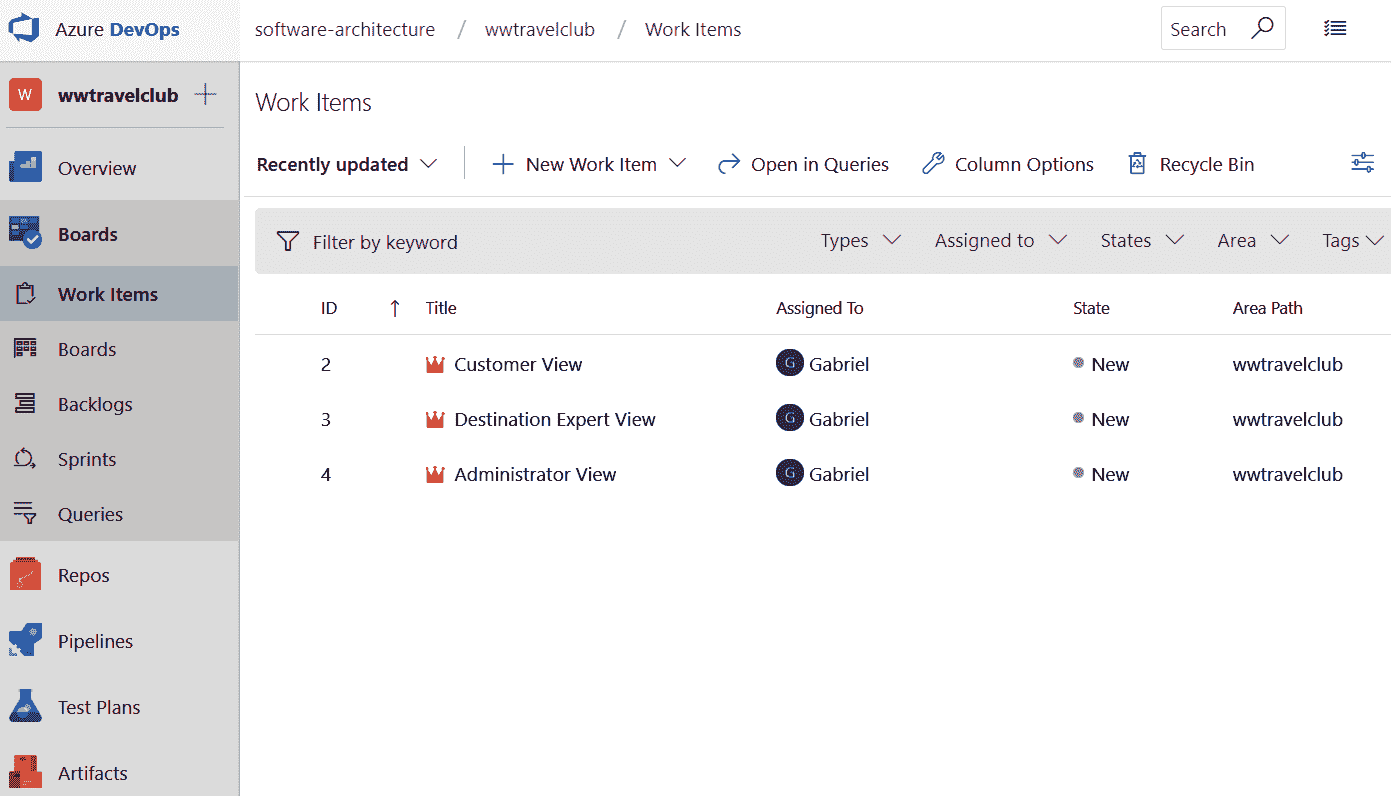 Azure DevOps
software-architecture / wwtravelclub / Work Items
Search
W wwtravelclub
Overview
Boards
Work Items
Boards
Backlogs
Sprints
Queries
Repos
Pipelines
Test Plans
Artifacts
Work Items
Recently updated New Work Item Open in Queries Column Options Recycle Bin
Filter by keyword Types Assigned to States Area Tags
ID ↑ Title Assigned To State Area Path
2 Customer View G Gabriel New wwtravelclub
3 Destination Expert View G Gabriel New wwtravelclub
4 Administrator View G Gabriel New wwtravelclub